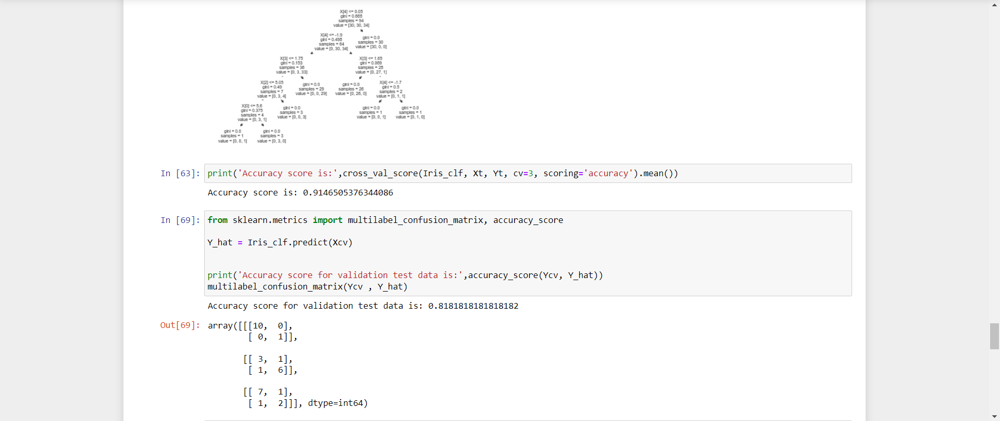 X[4] <= 0.05
gini = 0.665
samples = 94
value = [30, 30, 34]
X[4] <= -1.9
gini = 0.498
samples = 64
value = [0, 30, 34]
gini = 0.0
samples = 30
value = [30, 0, 0]
X[3] <= 1.75
gini = 0.153
samples = 36
value = [0, 3, 33]
X[3] <= 1.65
gini = 0.069
samples = 28
value = [0, 27, 1]
X[2] <= 5.05
gini = 0.49
samples = 7
value = [0, 3, 4]
gini = 0.0
samples = 29
value = [0, 0, 29]
gini = 0.0
samples = 26
value = [0, 26, 0]
X[4] <= -1.7
gini = 0.5
samples = 2
value = [0, 1, 1]
X[0] <= 5.6
gini = 0.375
samples = 4
value = [0, 3, 1]
gini = 0.0
samples = 3
value = [0, 0, 3]
gini = 0.0
samples = 1
value = [0, 0, 1]
gini = 0.0
samples = 1
value = [0, 1, 0]
gini = 0.0
samples = 1
value = [0, 0, 1]
gini = 0.0
samples = 3
value = [0, 3, 0]
In [63]: print('Accuracy score is:',cross_val_score(Iris_clf, Xt, Yt, cv=3, scoring='accuracy').mean())
Accuracy score is: 0.9146505376344086
In [69]: from sklearn.metrics import multilabel_confusion_matrix, accuracy_score
Y_hat = Iris_clf.predict(Xcv)
print('Accuracy score for validation test data is:',accuracy_score(Ycv, Y_hat))
multilabel_confusion_matrix(Ycv , Y_hat)
Accuracy score for validation test data is: 0.8181818181818182
Out[69]: array([[[10,  0],
[ 0,  1]],
[[ 3,  1],
[ 1,  6]],
[[ 7,  1],
[ 1,  2]]], dtype=int64)